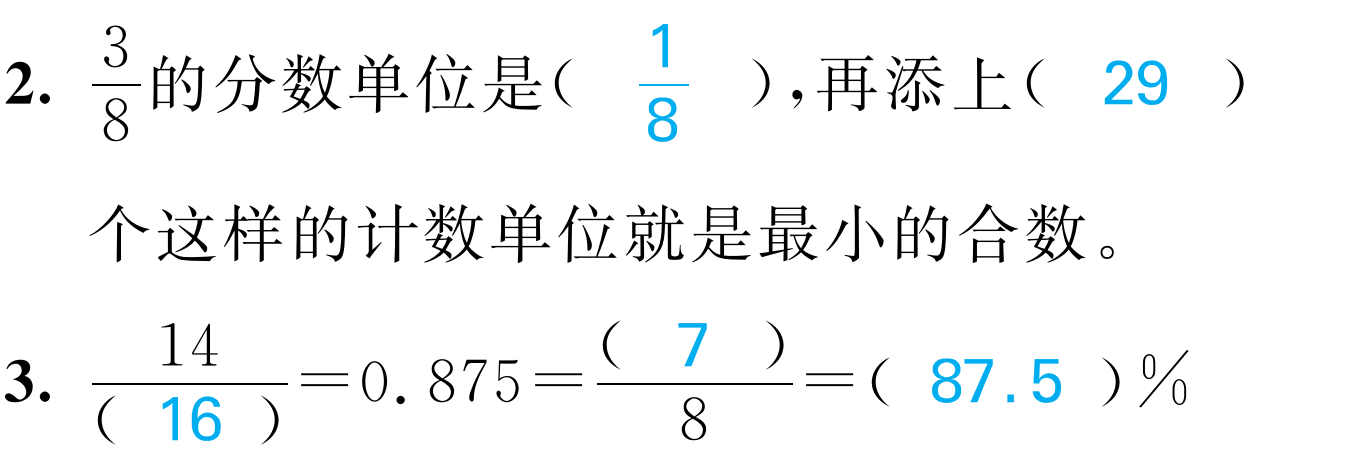 2. 3/8的分数单位是( 1/8 ),再添上( 29 )
个这样的计数单位就是最小的合数。
3. 14/( 16 )=0.875=( 7 )/8=( 87.5 )%